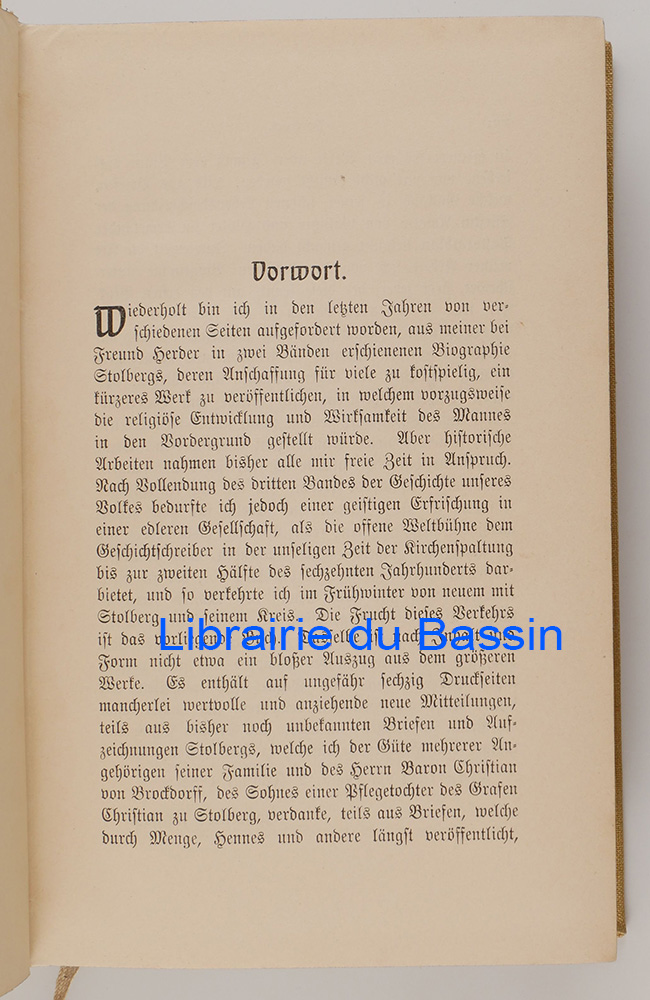 Vorwort.
Wiederholt bin ich in den letzten Jahren von ver-
schiedenen Seiten aufgefordert worden, aus meiner bei
Freund Herder in zwei Bänden erschienenen Biographie
Stolbergs, deren Anschaffung für viele zu kostspielig, ein
kürzeres Werk zu veröffentlichen, in welchem vorzugsweise
die religiöse Entwicklung und Wirksamkeit des Mannes
in den Vordergrund gestellt würde. Aber historische
Arbeiten nahmen bisher alle mir freie Zeit in Anspruch.
Nach Vollendung des dritten Bandes der Geschichte unseres
Volkes bedurfte ich jedoch einer geistigen Erfrischung in
einer edleren Gesellschaft, als die offene Weltbühne dem
Geschichtschreiber in der unseligen Zeit der Kirchenspaltung
bis zur zweiten Hälfte des sechzehnten Jahrhunderts dar-
bietet, und so verkehrte ich im Frühwinter von neuem mit
Stolberg und seinem Kreis. Die Frucht dieses Verkehrs
ist das vorliegende Buch. Dasselbe ist nach Inhalt und
Librairie du Bassin
Form nicht etwa ein bloßer Auszug aus dem größeren
Werke. Es enthält auf ungefähr sechzig Druckseiten
mancherlei wertvolle und anziehende neue Mitteilungen,
teils aus bisher noch unbekannten Briefen und Auf-
zeichnungen Stolbergs, welche ich der Güte mehrerer An-
gehörigen seiner Familie und des Herrn Baron Christian
von Brockdorff, des Sohnes einer Pflegetochter des Grafen
Christian zu Stolberg, verdanke, teils aus Briefen, welche
durch Menge, Hennes und andere längst veröffentlicht,